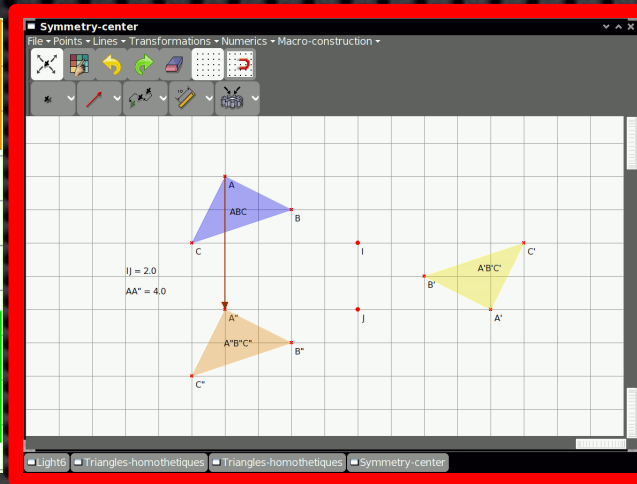 Symmetry-center
File Points Lines Transformations Numerics Macro-construction
A
ABC
B
C
I
C'
A'B'C'
IJ = 2.0
B'
AA" = 4.0
A"
J
A'
A"B"C"
B"
C"
Light6 Triangles-homothetiques Triangles-homothetiques Symmetry-center